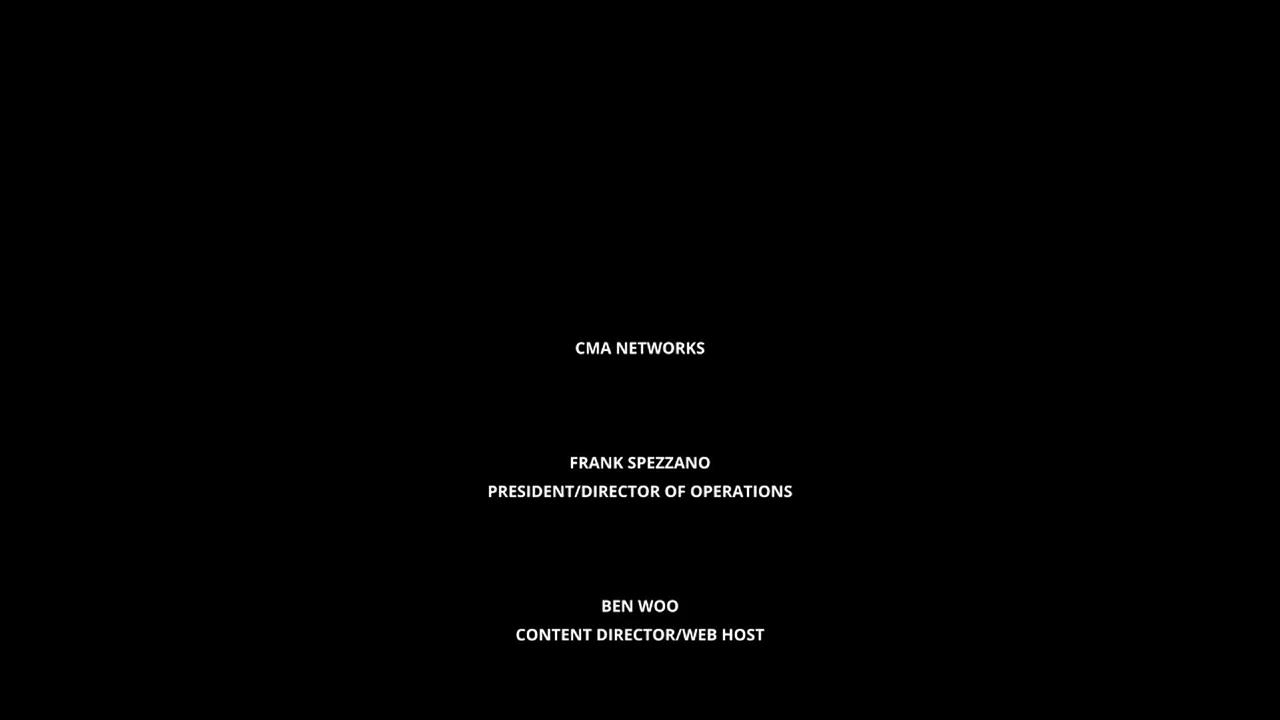 CMA NETWORKS
FRANK SPEZZANO
PRESIDENT/DIRECTOR OF OPERATIONS
BEN WOO
CONTENT DIRECTOR/WEB HOST